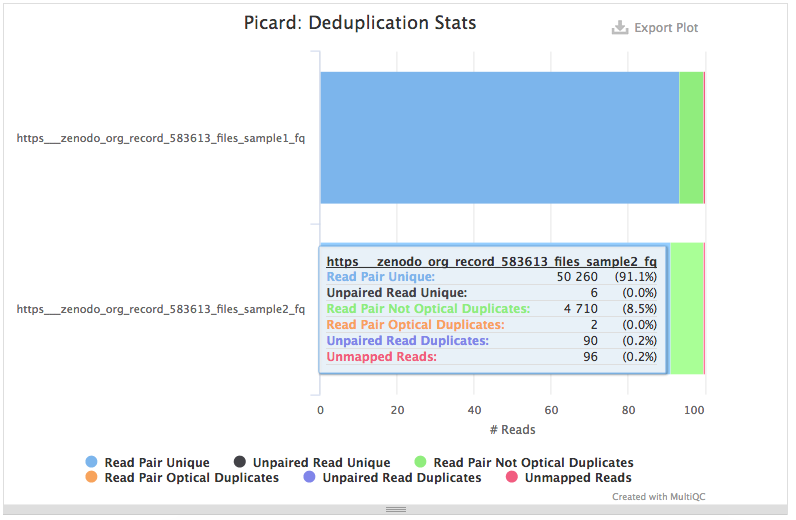 Picard: Deduplication Stats
Export Plot
https___zenodo_org_record_583613_files_sample1_fq
https___zenodo_org_record_583613_files_sample2_fq
https___zenodo_org_record_583613_files_sample2_fq
Read Pair Unique: 50 260 (91.1%)
Unpaired Read Unique: 6 (0.0%)
Read Pair Not Optical Duplicates: 4 710 (8.5%)
Read Pair Optical Duplicates: 2 (0.0%)
Unpaired Read Duplicates: 90 (0.2%)
Unmapped Reads: 96 (0.2%)
0 20 40 60 80 100
# Reads
Read Pair Unique Unpaired Read Unique Read Pair Not Optical Duplicates
Read Pair Optical Duplicates Unpaired Read Duplicates Unmapped Reads
Created with MultiQC